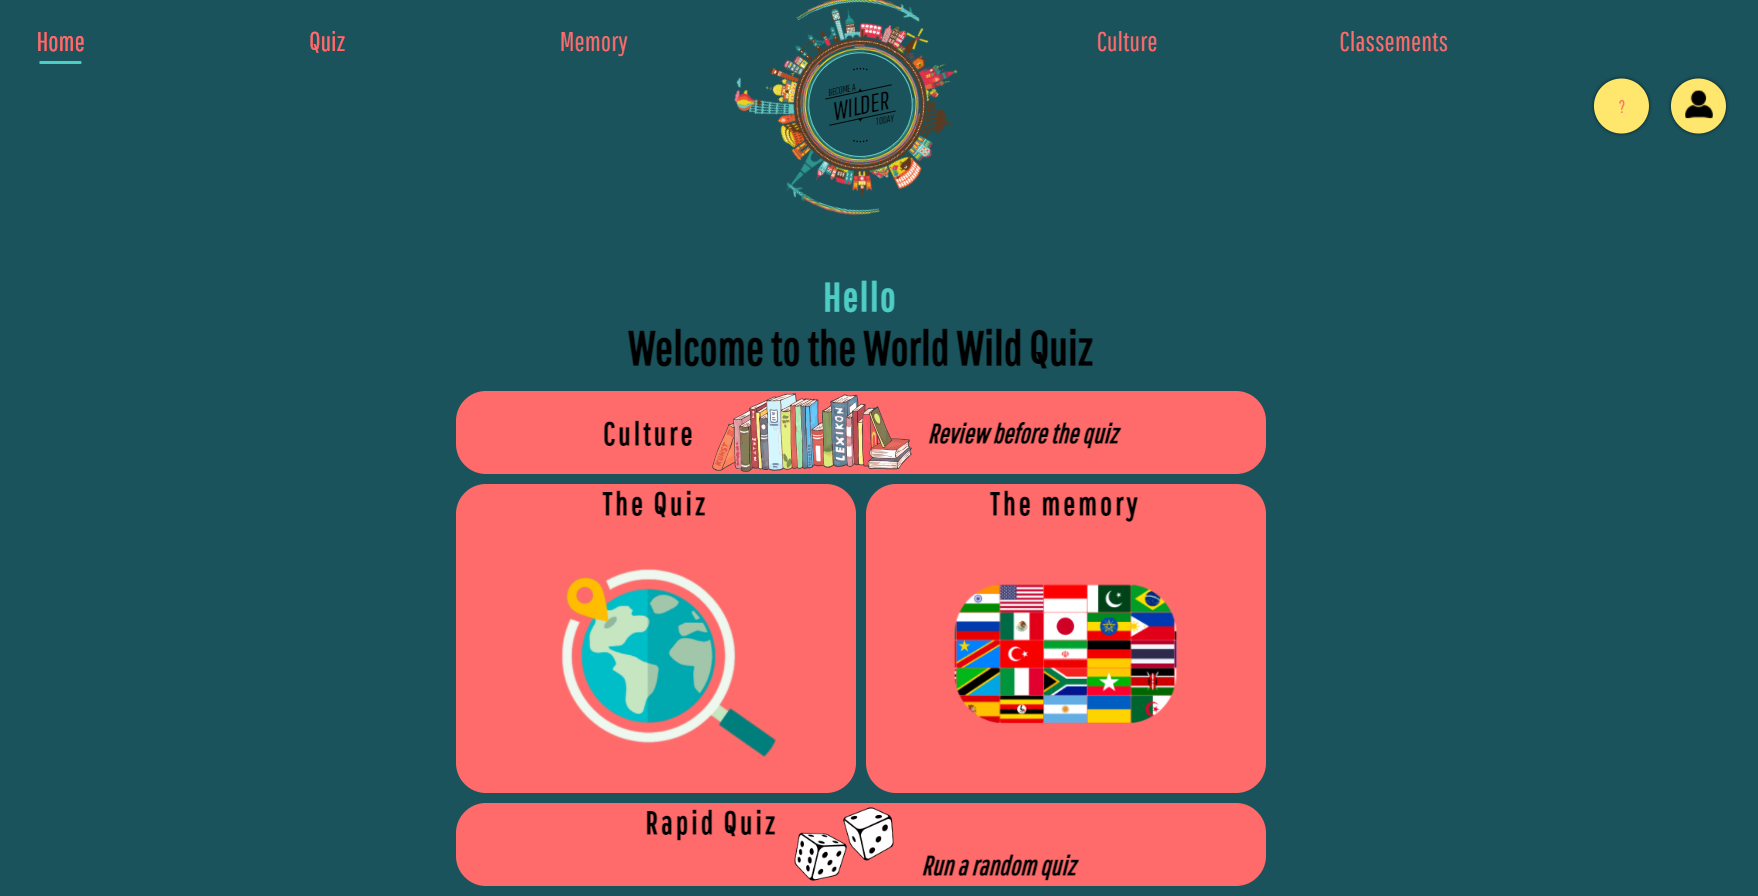 Home
Quiz
Memory
BECOME A
WILDER
TODAY
Culture
Classements
?
Hello
Welcome to the World Wild Quiz
Culture
LEXIKON
Review before the quiz
The Quiz
The memory
Rapid Quiz
Run a random quiz